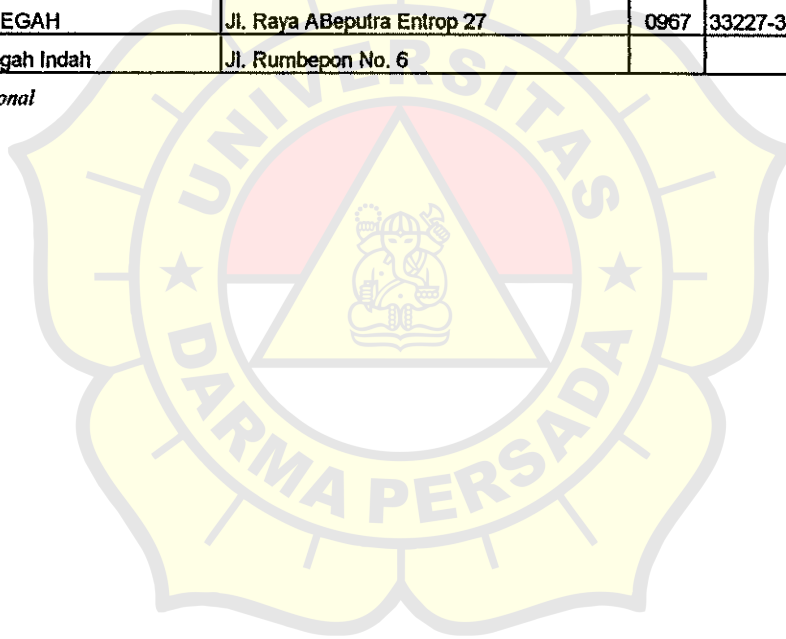 EGAH Jl. Raya ABeputra Entrop 27 0967 33227-3
gah Indah Jl. Rumbepon No. 6
onal
UNIVERSITAS
DARMA PERSADA